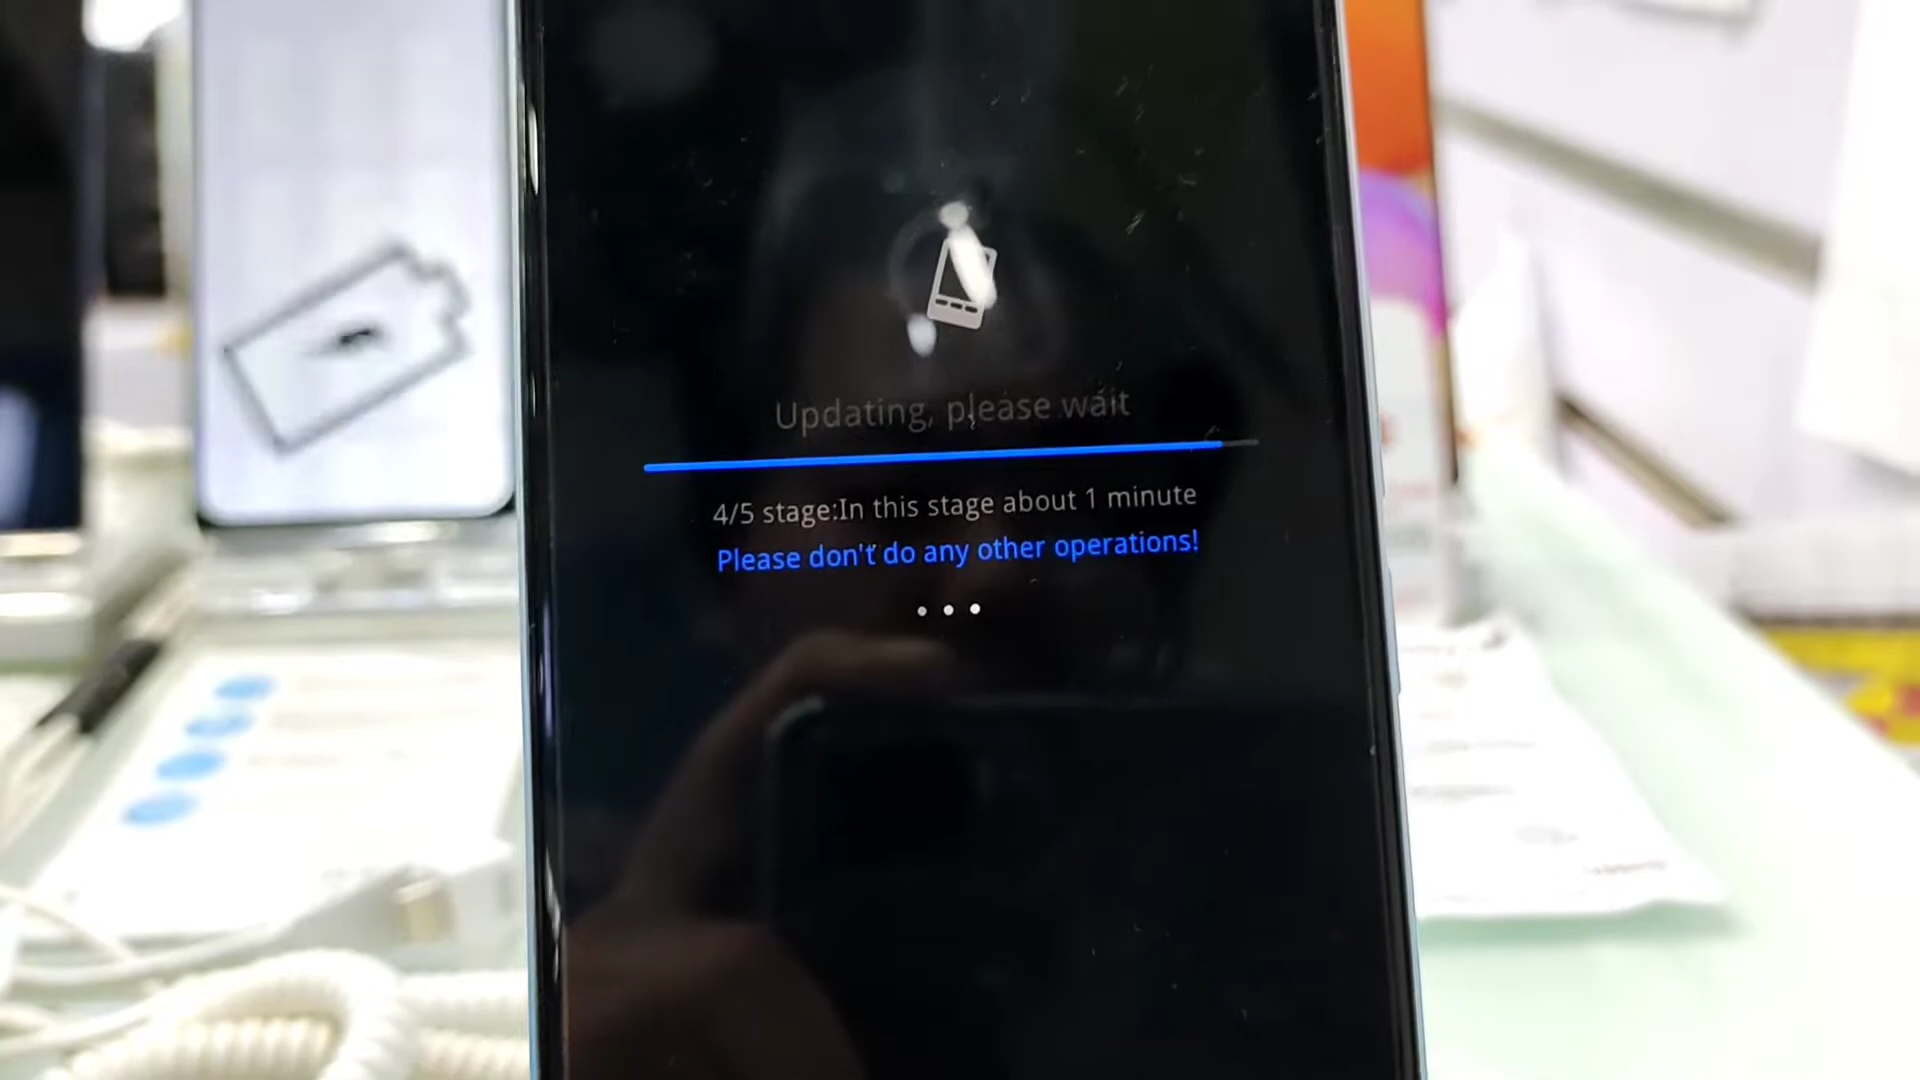 Updating, please wait
4/5 stage:In this stage about 1 minute
Please don't do any other operations!